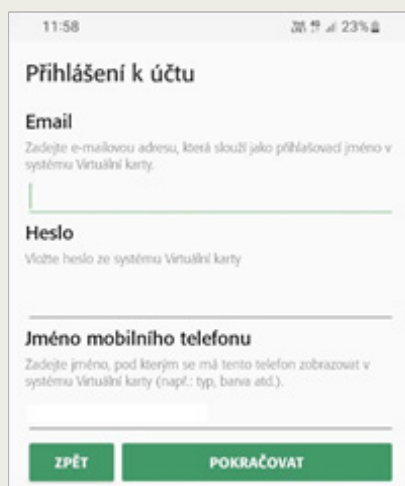 11:58
23%
Přihlášení k účtu
Email
Zadejte e-mailovou adresu, která slouží jako přihlašovací jméno v
systému Virtuální karty.
Heslo
Vložte heslo ze systému Virtuální karty
Jméno mobilního telefonu
Zadejte jméno, pod kterým se má tento telefon zobrazovat v
systému Virtuální karty (např.: typ, barva atd.).
ZPĚT
POKRAČOVAT